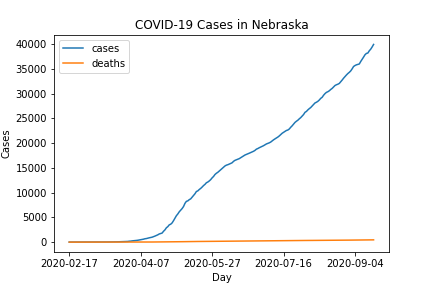 COVID-19 Cases in Nebraska
cases
deaths
40000
35000
30000
25000
20000
15000
10000
5000
0
Cases
2020-02-17 2020-04-07 2020-05-27 2020-07-16 2020-09-04
Day